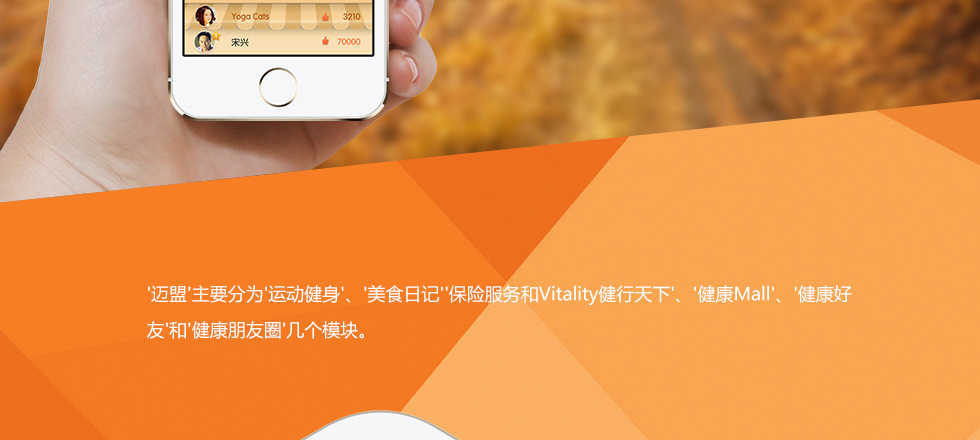 Yoga Cats 3210
宋兴 70000
'迈盟'主要分为'运动健身'、'美食日记''保险服务和Vitality健行天下'、'健康Mall'、'健康好
友'和'健康朋友圈'几个模块。